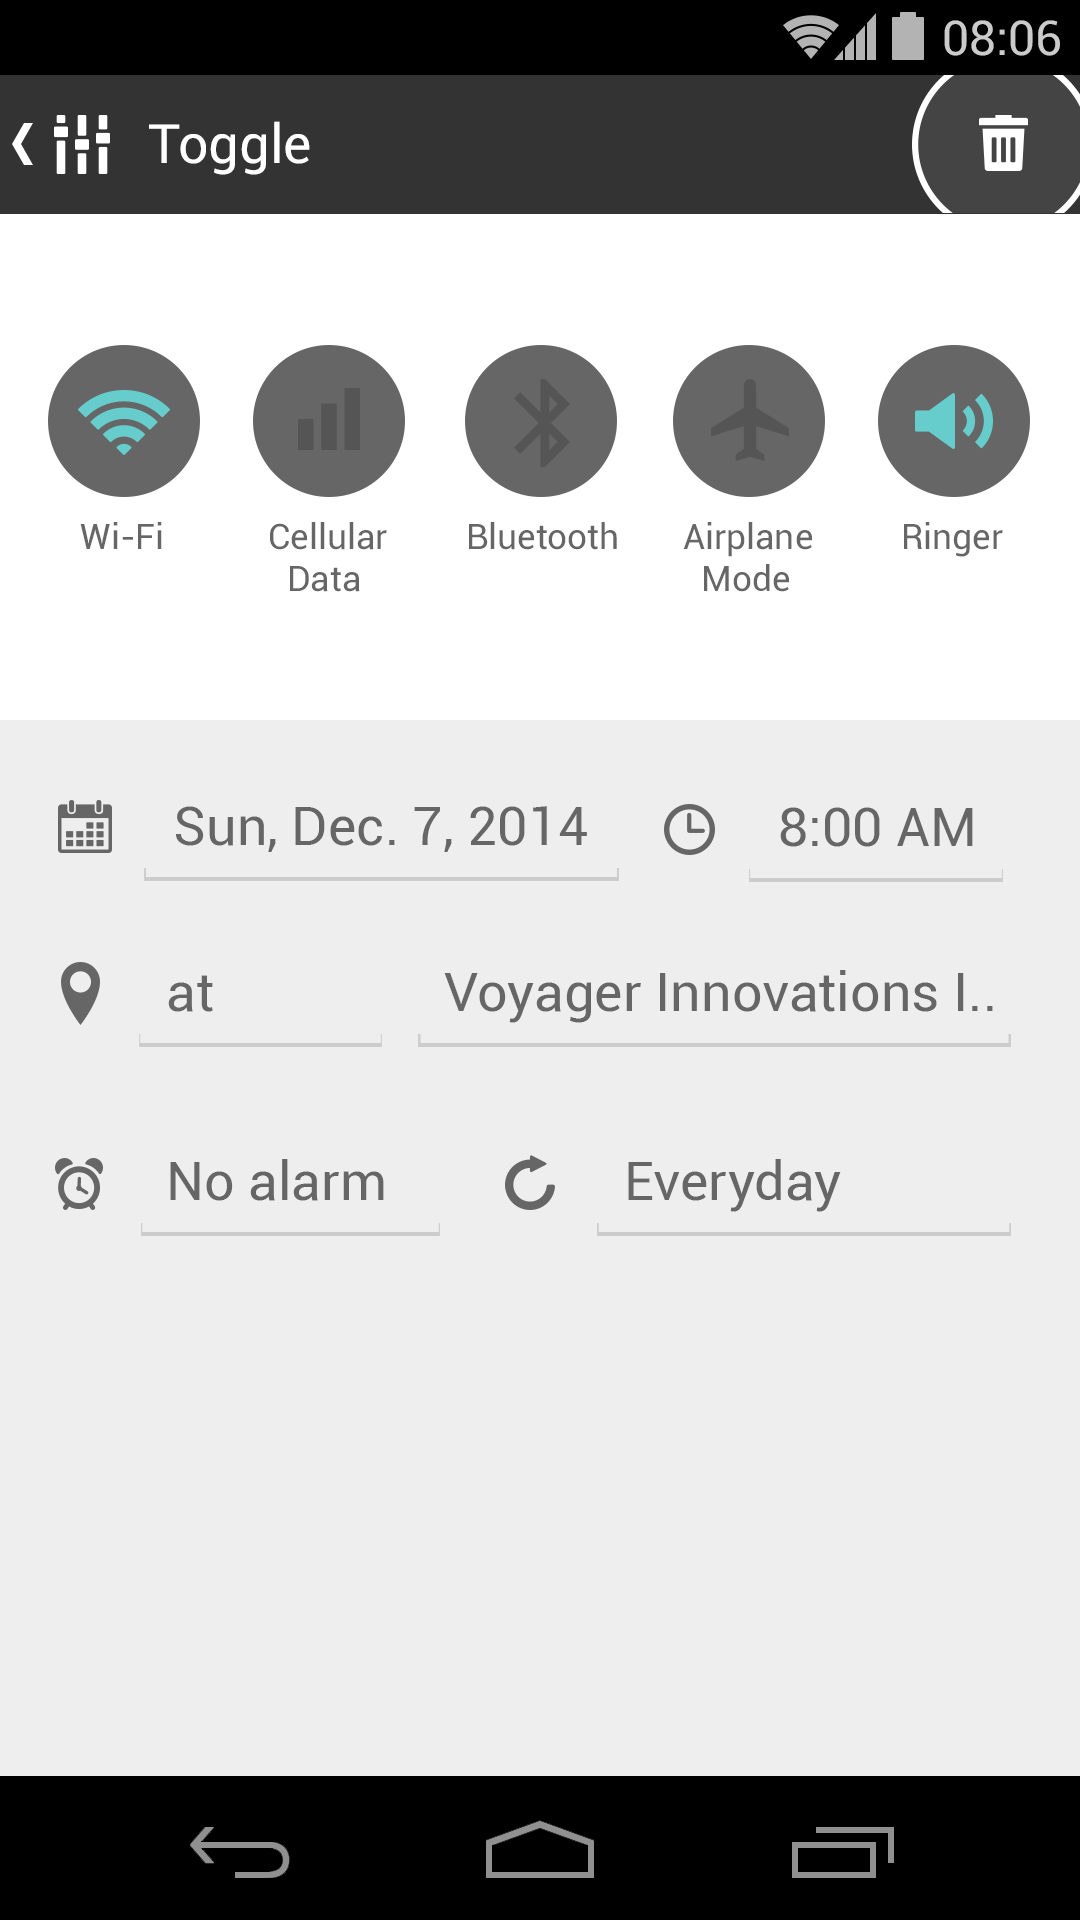 08:06
Toggle
Wi-Fi
Cellular
Data
Bluetooth
Airplane
Mode
Ringer
Sun, Dec. 7, 2014
8:00 AM
at
Voyager Innovations I..
No alarm
Everyday